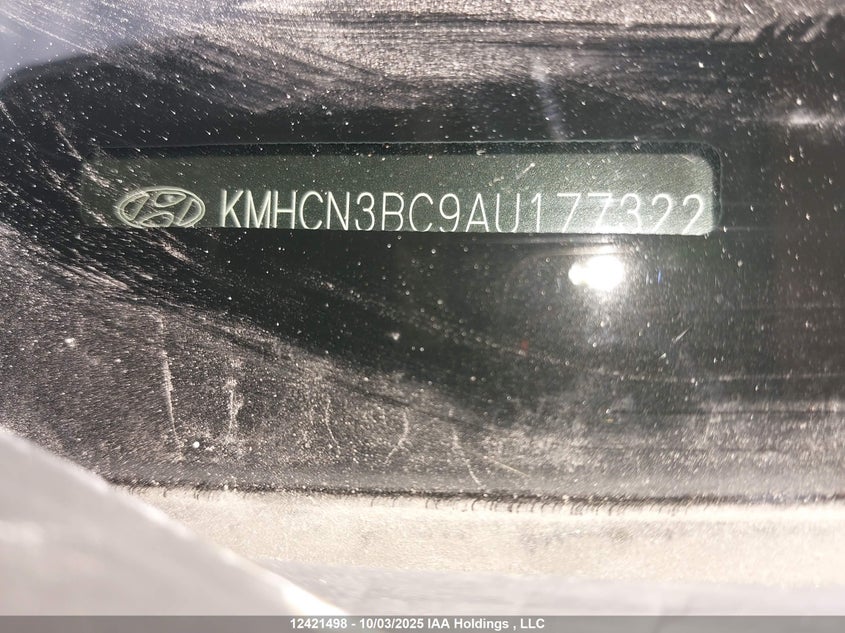 KMHCN3BC9AU177322
12421498 - 10/03/2025 IAA Holdings , LLC